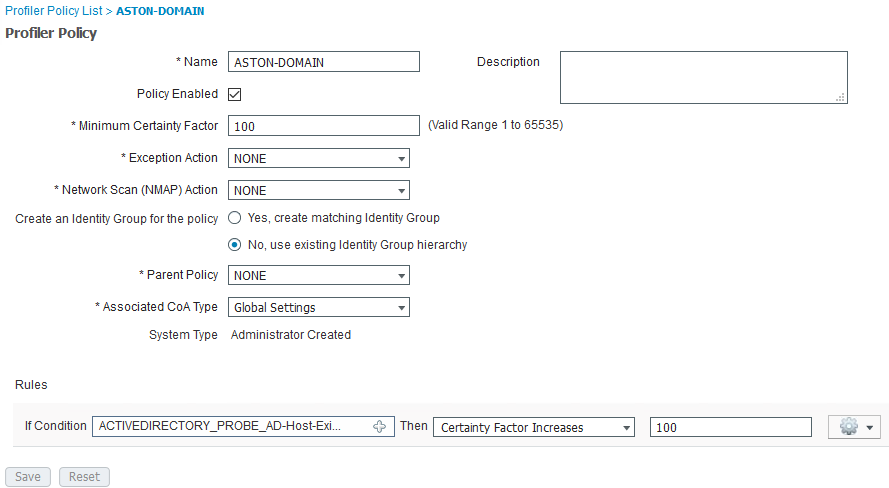 Profiler Policy List > ASTON-DOMAIN
Profiler Policy
* Name ASTON-DOMAIN Description
Policy Enabled
* Minimum Certainty Factor 100 (Valid Range 1 to 65535)
* Exception Action NONE
* Network Scan (NMAP) Action NONE
Create an Identity Group for the policy Yes, create matching Identity Group
No, use existing Identity Group hierarchy
* Parent Policy NONE
* Associated CoA Type Global Settings
System Type Administrator Created
Rules
If Condition ACTIVEDIRECTORY_PROBE_AD-Host-Exi... Then Certainty Factor Increases 100
Save Reset